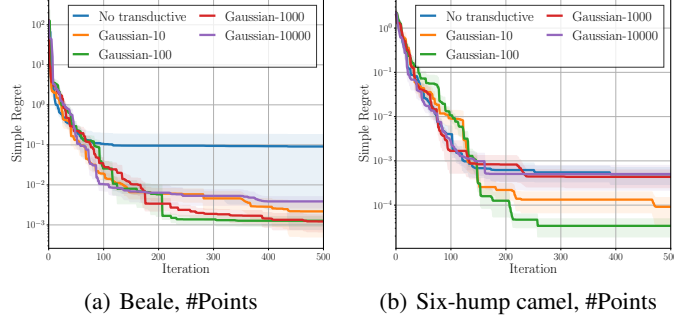 No transductive
Gaussian-10
Gaussian-100
Gaussian-1000
Gaussian-10000
Simple Regret
10²
10¹
10⁰
10⁻¹
10⁻²
10⁻³
0 100 200 300 400 500
Iteration
(a) Beale, #Points
No transductive
Gaussian-10
Gaussian-100
Gaussian-1000
Gaussian-10000
Simple Regret
10⁰
10⁻¹
10⁻²
10⁻³
10⁻⁴
0 100 200 300 400 500
Iteration
(b) Six-hump camel, #Points